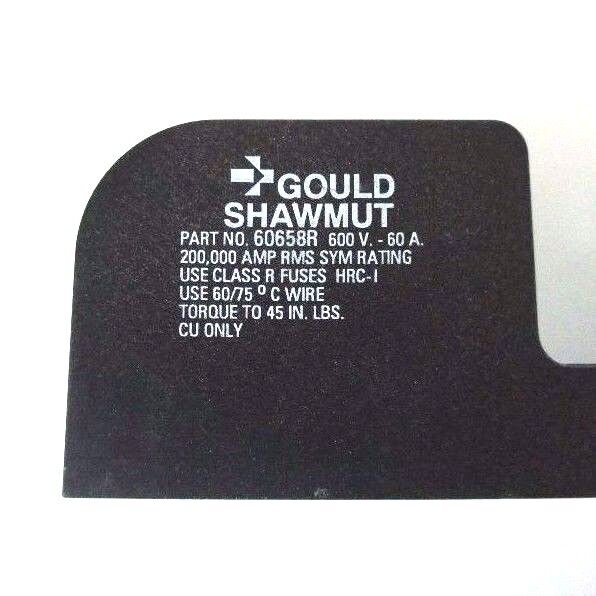 GOULD
SHAWMUT
PART NO. 60658R 600 V. - 60 A.
200,000 AMP RMS SYM RATING
USE CLASS R FUSES HRC-I
USE 60/75 º C WIRE
TORQUE TO 45 IN. LBS.
CU ONLY